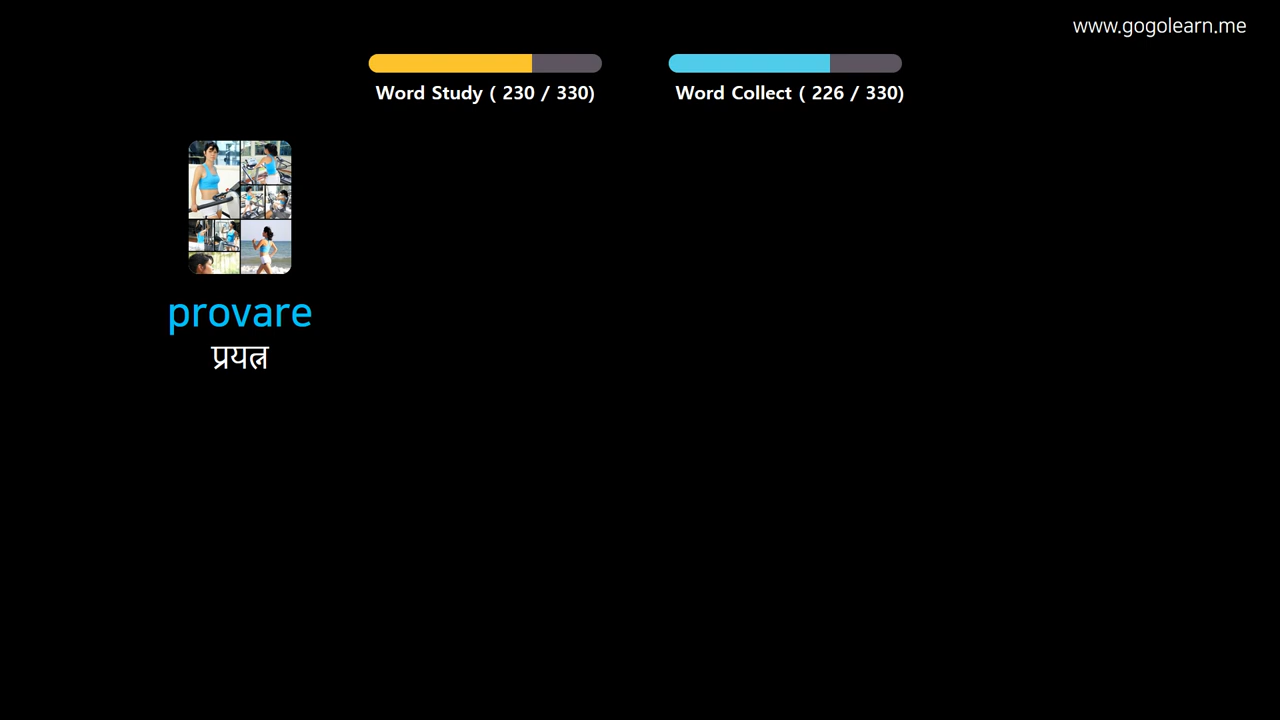 www.gogolearn.me
Word Study ( 230 / 330)
Word Collect ( 226 / 330)
provare
प्रयत्न